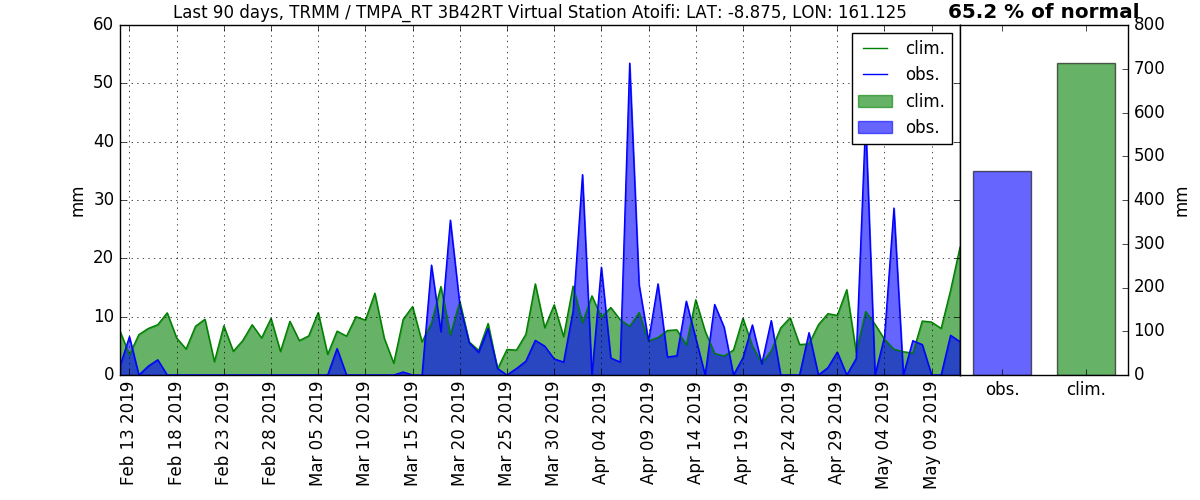 Last 90 days, TRMM / TMPA_RT 3B42RT Virtual Station Atoifi: LAT: -8.875, LON: 161.125
65.2 % of normal
60
50
40
30
20
10
0
mm
clim.
obs.
clim.
obs.
800
700
600
500
400
300
200
100
0
mm
Feb 13 2019
Feb 18 2019
Feb 23 2019
Feb 28 2019
Mar 05 2019
Mar 10 2019
Mar 15 2019
Mar 20 2019
Mar 25 2019
Mar 30 2019
Apr 04 2019
Apr 09 2019
Apr 14 2019
Apr 19 2019
Apr 24 2019
Apr 29 2019
May 04 2019
May 09 2019
obs.
clim.